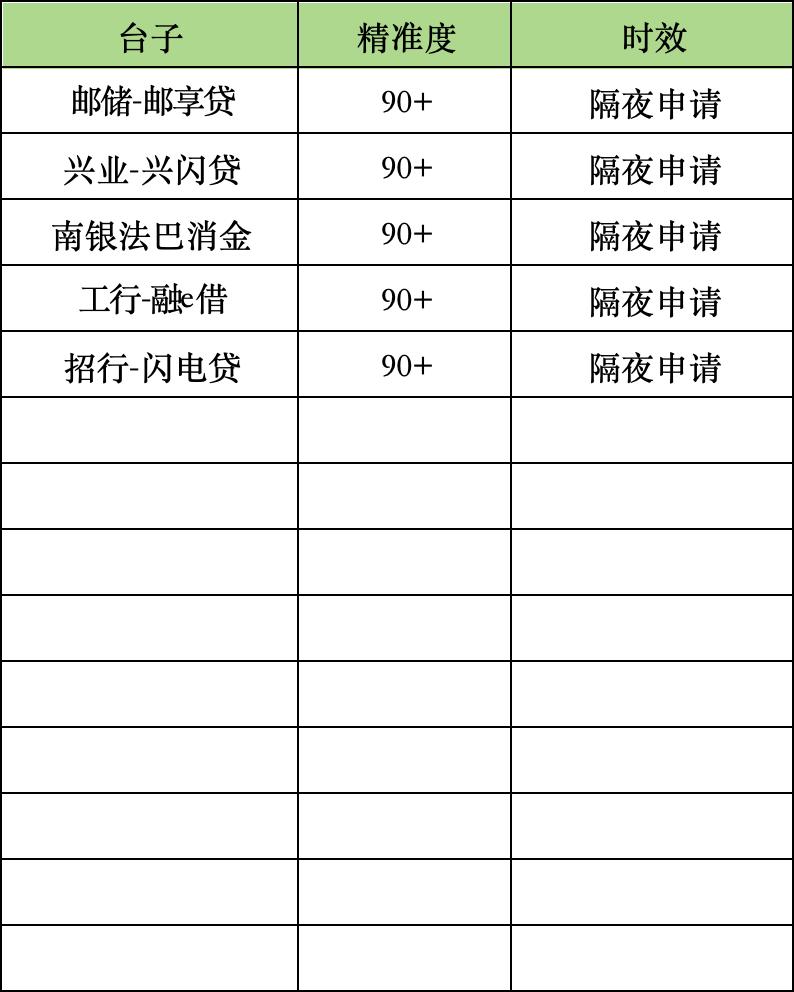 台子 精准度 时效
邮储-邮享贷 90+ 隔夜申请
兴业-兴闪贷 90+ 隔夜申请
南银法巴消金 90+ 隔夜申请
工行-融e借 90+ 隔夜申请
招行-闪电贷 90+ 隔夜申请